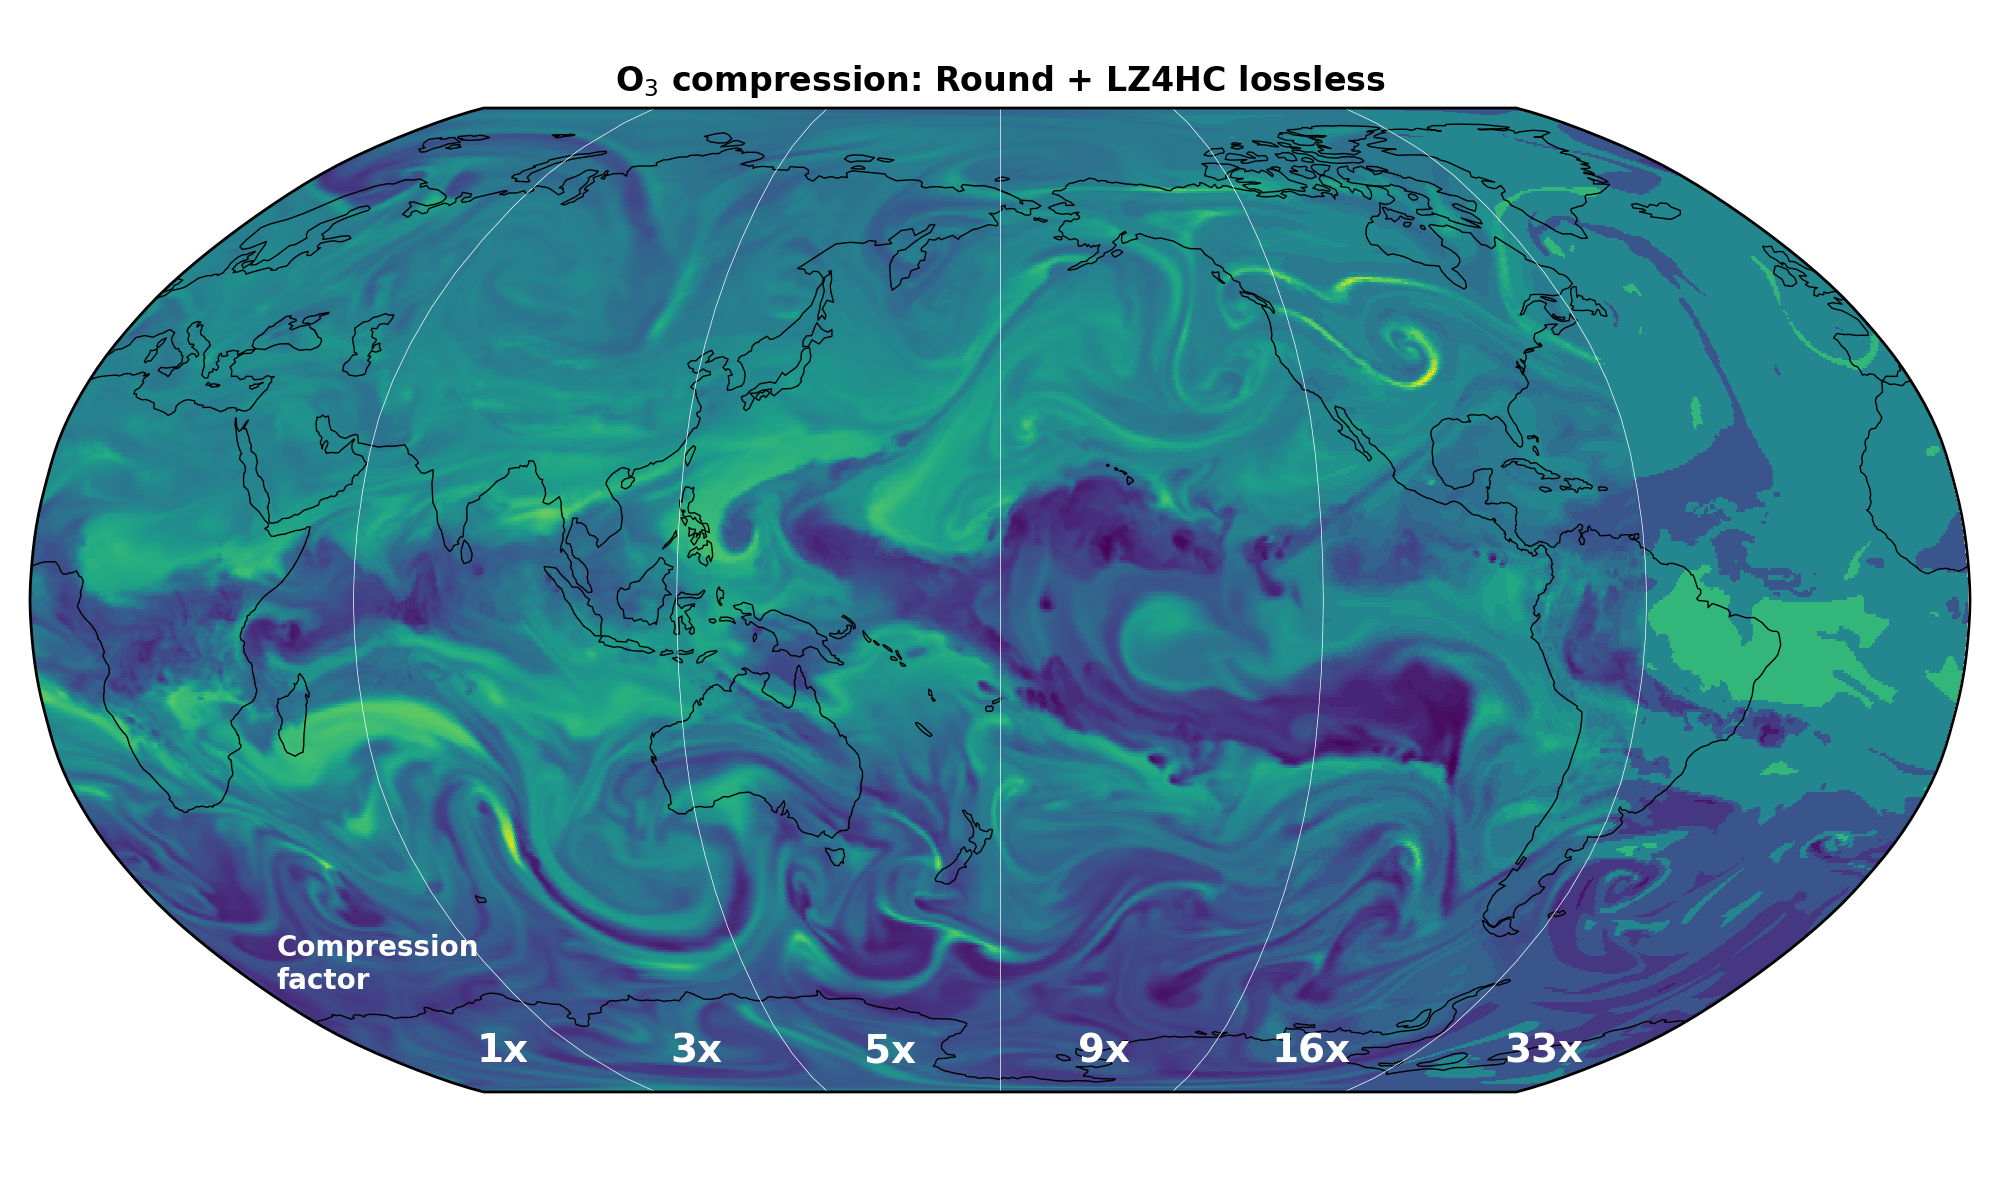 O₃ compression: Round + LZ4HC lossless
Compression
factor
1x 3x 5x 9x 16x 33x